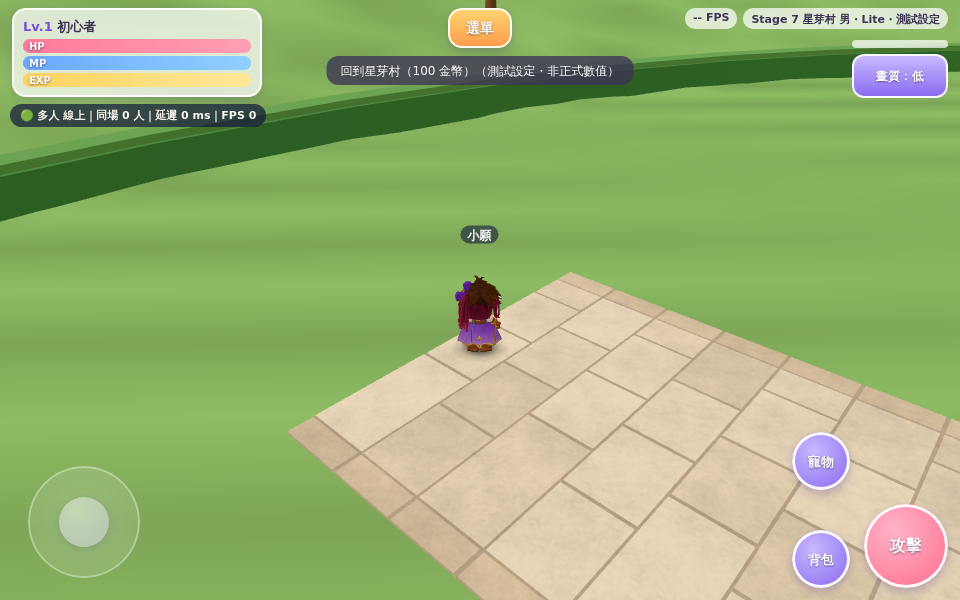 Lv.1 初心者
HP
MP
EXP
🟢 多人 線上｜同場 0 人｜延遲 0 ms｜FPS 0
選單
回到星芽村（100 金幣）（測試設定・非正式數值）
-- FPS
Stage 7 星芽村 男・Lite・測試設定
畫質：低
小願
寵物
背包
攻擊